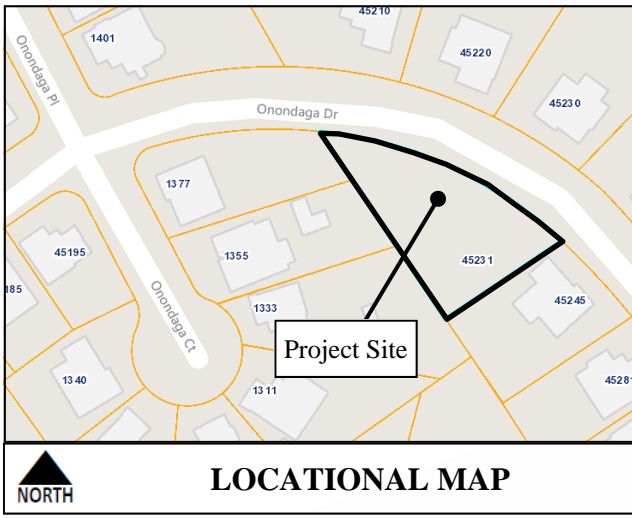 45210
1401
45220
Onondaga Pl
45230
Onondaga Dr
1377
45195
1355
45231
185
1333
45245
Onondaga Ct
Project Site
1340
1311
45281
NORTH
LOCATIONAL MAP